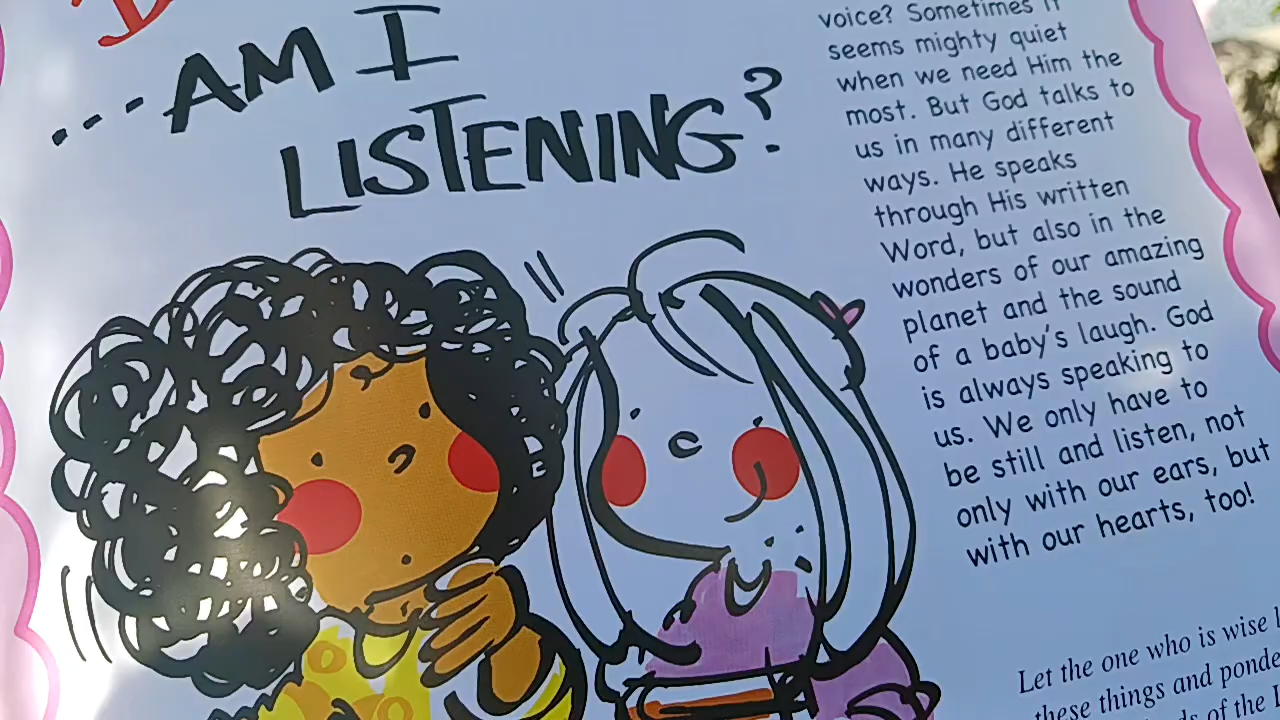 ...AM I
LISTENING?
voice? Sometimes it
seems mighty quiet
when we need Him the
most. But God talks to
us in many different
ways. He speaks
through His written
Word, but also in the
wonders of our amazing
planet and the sound
of a baby's laugh. God
is always speaking to
us. We only have to
be still and listen, not
only with our ears, but
with our hearts, too!
Let the one who is wise
these things and ponde
of the